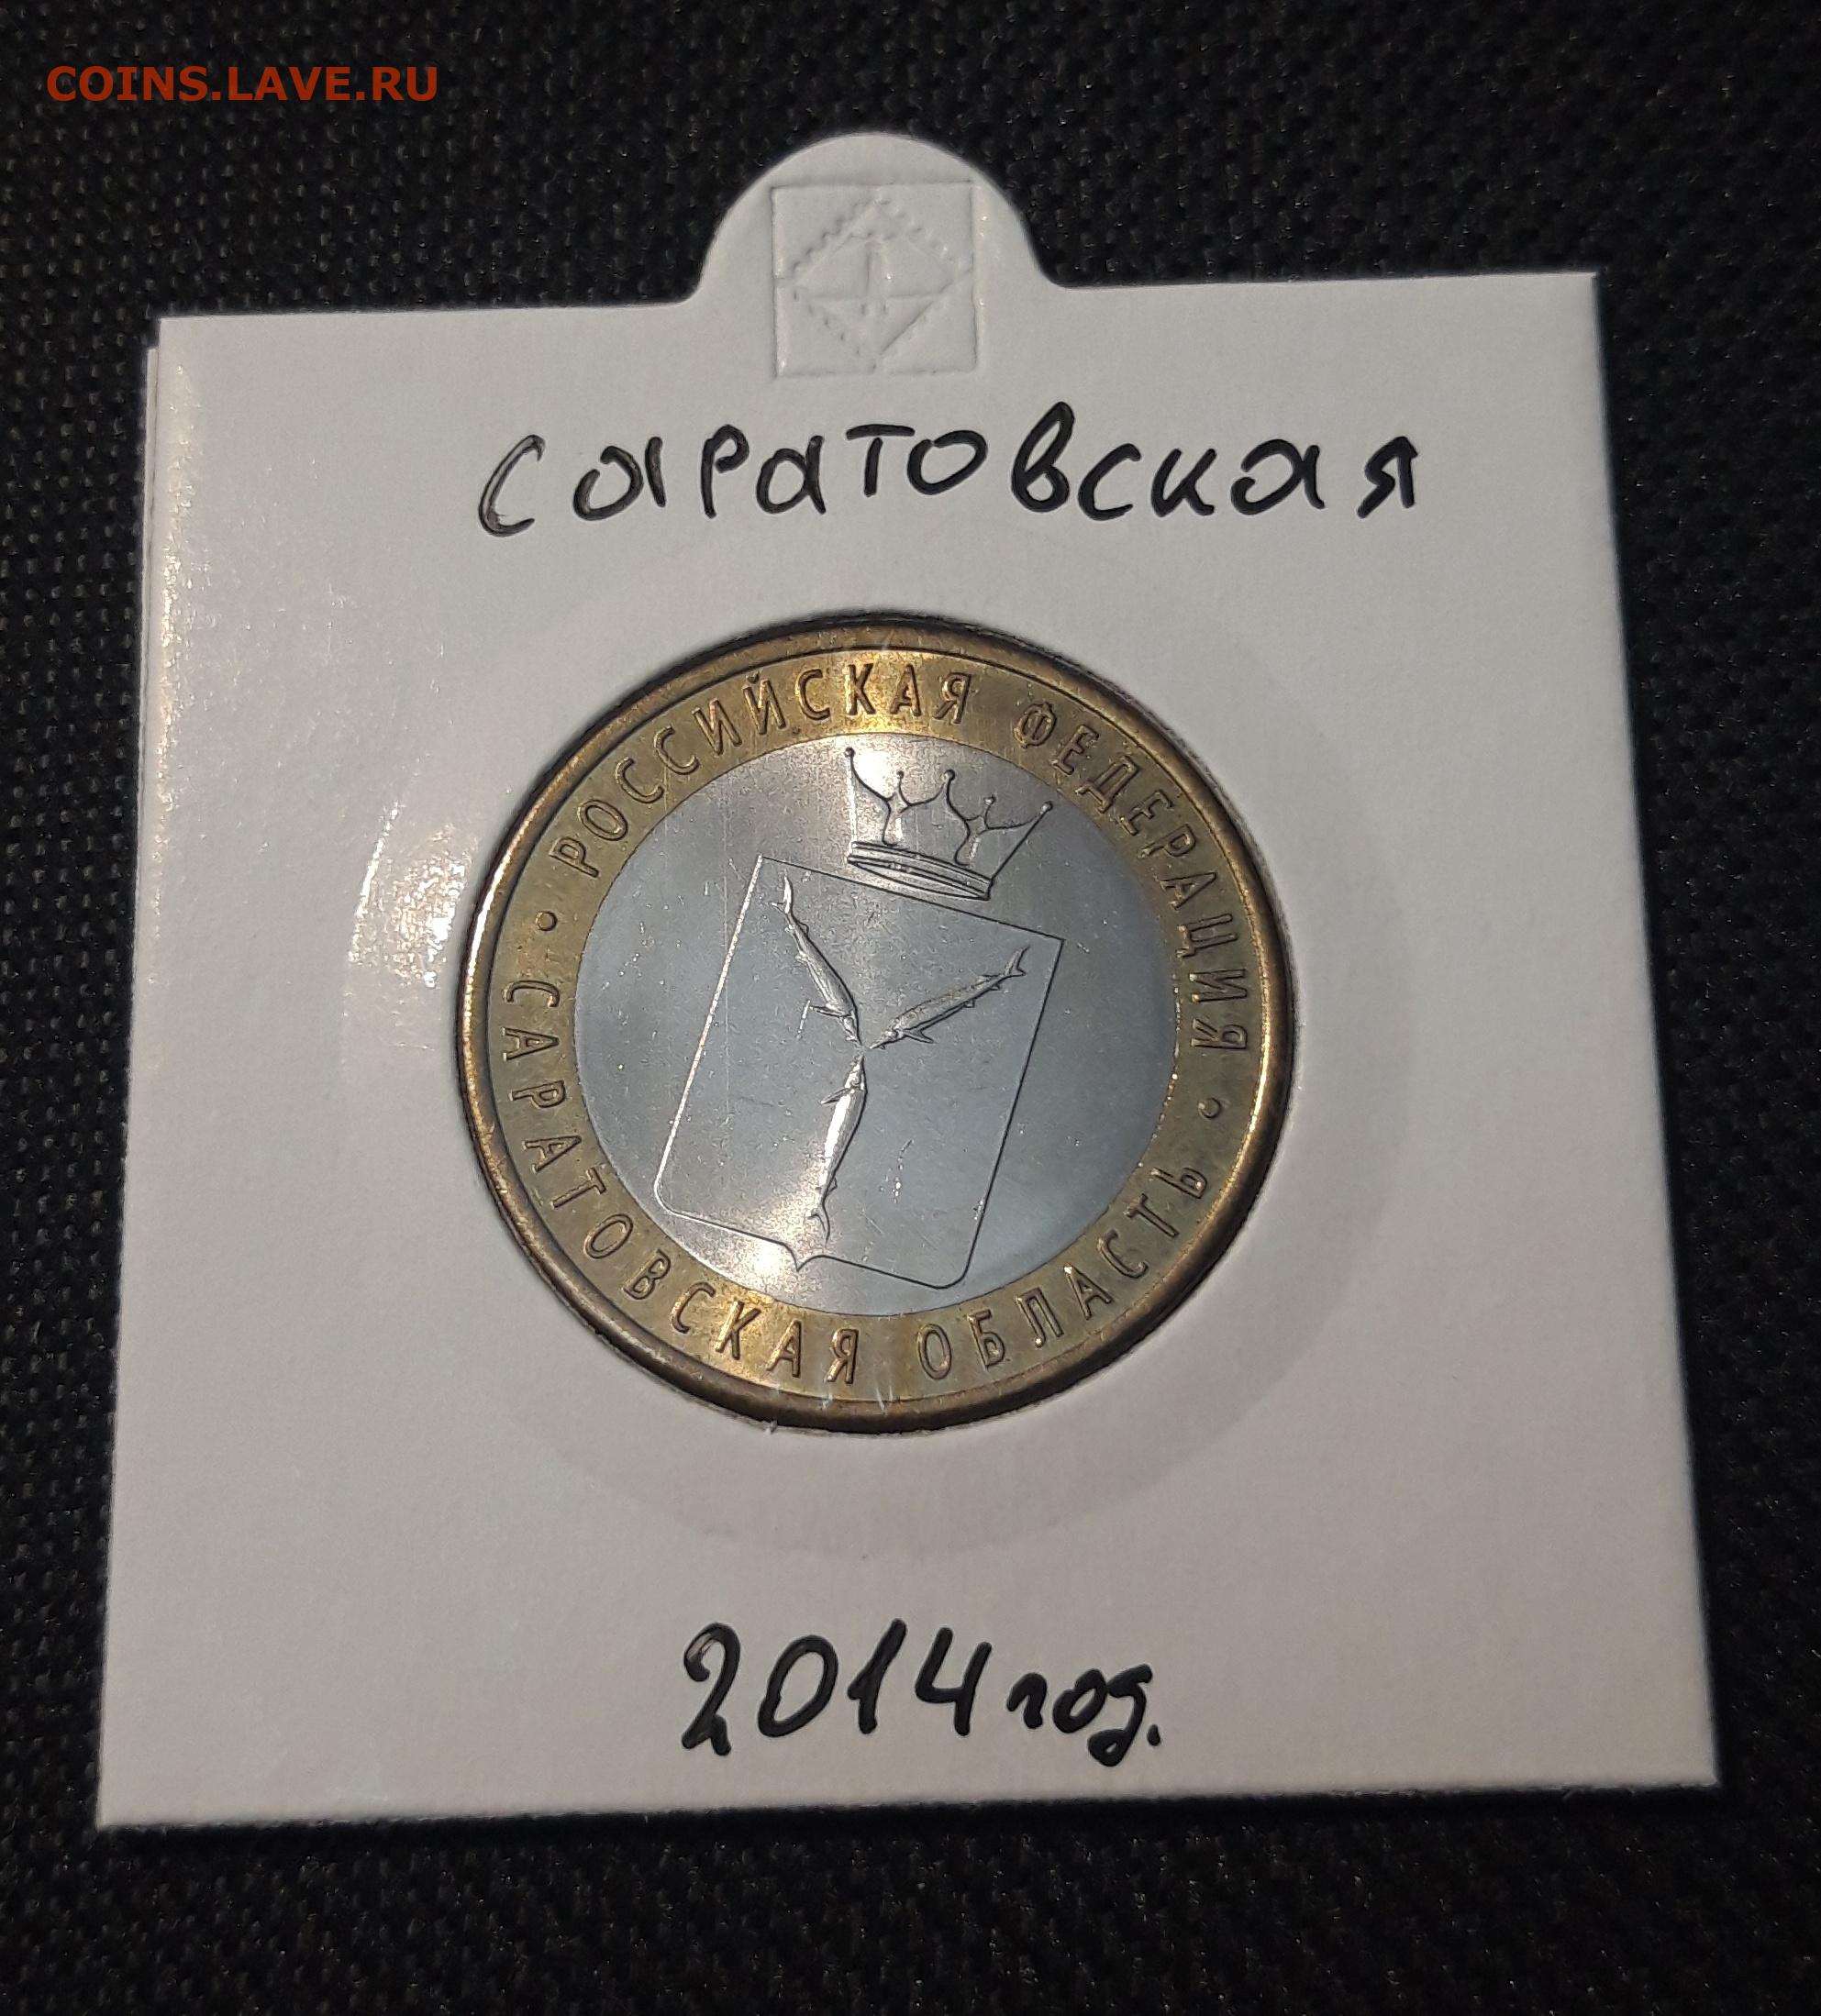 COINS.LAVE.RU
Саратовская
• РОССИЙСКАЯ ФЕДЕРАЦИЯ •
САРАТОВСКАЯ ОБЛАСТЬ
2014 год.